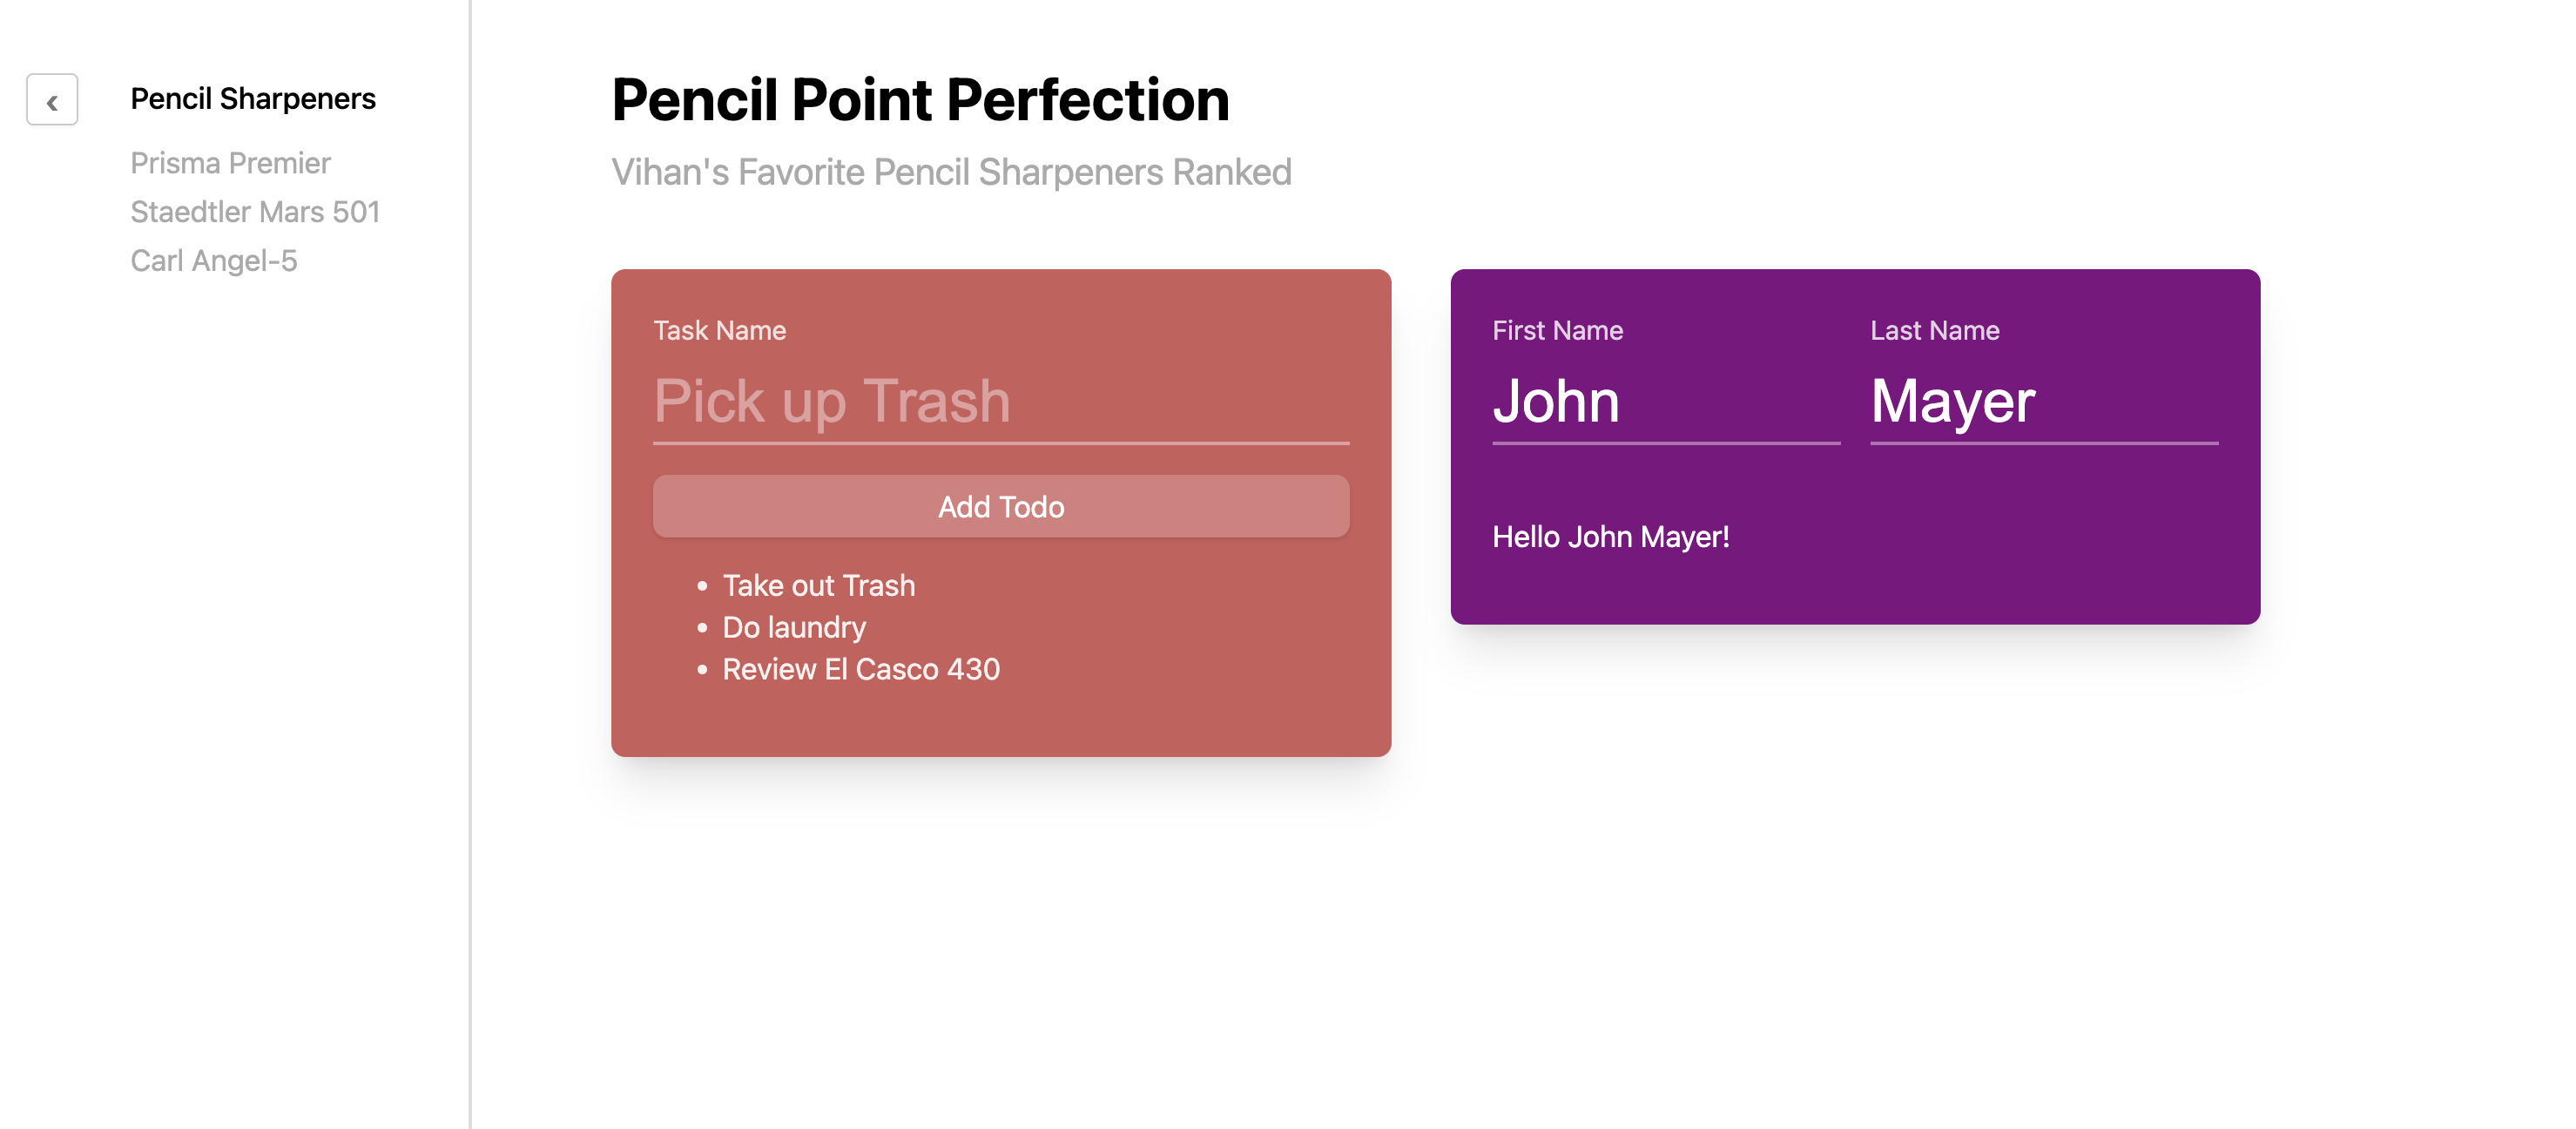 ‹
Pencil Sharpeners
Prisma Premier
Staedtler Mars 501
Carl Angel-5
Pencil Point Perfection
Vihan's Favorite Pencil Sharpeners Ranked
Task Name
Pick up Trash
Add Todo
• Take out Trash
• Do laundry
• Review El Casco 430
First Name
Last Name
John
Mayer
Hello John Mayer!